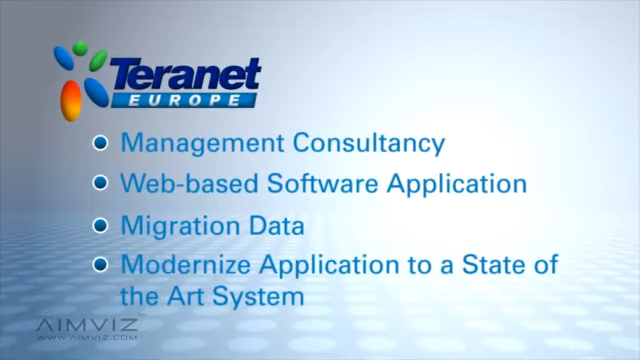 Teranet
EUROPE
Management Consultancy
Web-based Software Application
Migration Data
Modernize Application to a State of
the Art System
AIMVIZ
WWW.AIMVIZ.COM